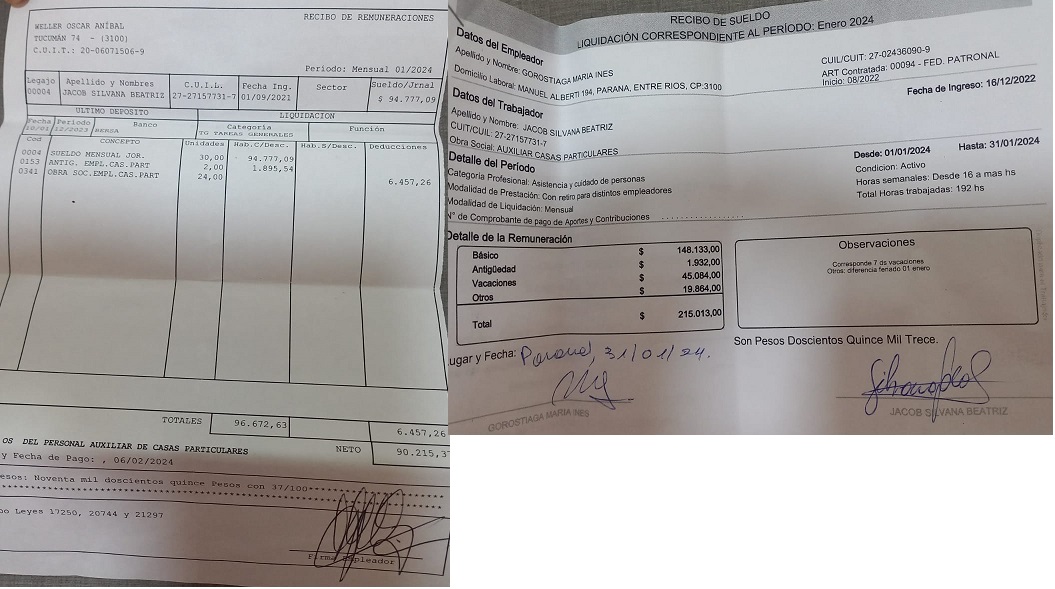 RECIBO DE REMUNERACIONES
WELLER OSCAR ANÍBAL
TUCUMÁN 74 - (3100)
C.U.I.T: 20-06071506-9
Período: Mensual 01/2024
Legajo Apellido y Nombres C.U.I.L. Fecha Ing. Sector Sueldo/Jrnal
00004 JACOB SILVANA BEATRIZ 27-27157731-7 01/09/2021 $ 94.777,09
ULTIMO DEPOSITO LIQUIDACION
Fecha Período Banco Categoría Función
10/01 12/2023 BERSA TG TAREAS GENERALES
Cod CONCEPTO Unidades Hab.C/Desc. Hab.S/Desc. Deducciones
0004 SUELDO MENSUAL JOR. 30,00 94.777,09
0153 ANTIG. EMPL.CAS.PART 2,00 1.895,54
0341 OBRA SOC.EMPL.CAS.PART 24,00 6.457,26
TOTALES 96.672,63 6.457,26
OS DEL PERSONAL AUXILIAR DE CASAS PARTICULARES NETO 90.215,3
y Fecha de Pago: , 06/02/2024
esos: Noventa mil doscientos quince Pesos con 37/100
bo Leyes 17250, 20744 y 21297
Firma Empleador
RECIBO DE SUELDO
LIQUIDACIÓN CORRESPONDIENTE AL PERÍODO: Enero 2024
Datos del Empleador
Apellido y Nombre: GOROSTIAGA MARIA INES
CUIL/CUIT: 27-02436090-9
Domicilio Laboral: MANUEL ALBERTI 194, PARANA, ENTRE RIOS, CP:3100
ART Contratada: 00094 - FED. PATRONAL
Inicio: 08/2022
Datos del Trabajador
Fecha de Ingreso: 16/12/2022
Apellido y Nombre: JACOB SILVANA BEATRIZ
CUIT/CUIL: 27-27157731-7
Obra Social: AUXILIAR CASAS PARTICULARES
Detalle del Período
Desde: 01/01/2024 Hasta: 31/01/2024
Categoría Profesional: Asistencia y cuidado de personas
Condicion: Activo
Modalidad de Prestación: Con retiro para distintos empleadores
Horas semanales: Desde 16 a mas hs
Modalidad de Liquidación: Mensual
Total Horas trabajadas: 192 hs
N° de Comprobante de pago de Aportes y Contribuciones
Detalle de la Remuneración
Básico $ 148.133,00
Antigüedad $ 1.932,00
Vacaciones $ 45.084,00
Otros $ 19.864,00
Total $ 215.013,00
Observaciones
Corresponde 7 ds vacaciones
Otros: diferencia feriado 01 enero
Son Pesos Doscientos Quince Mil Trece.
ugar y Fecha: Paraná, 31/01/24.
GOROSTIAGA MARIA INES
JACOB SILVANA BEATRIZ